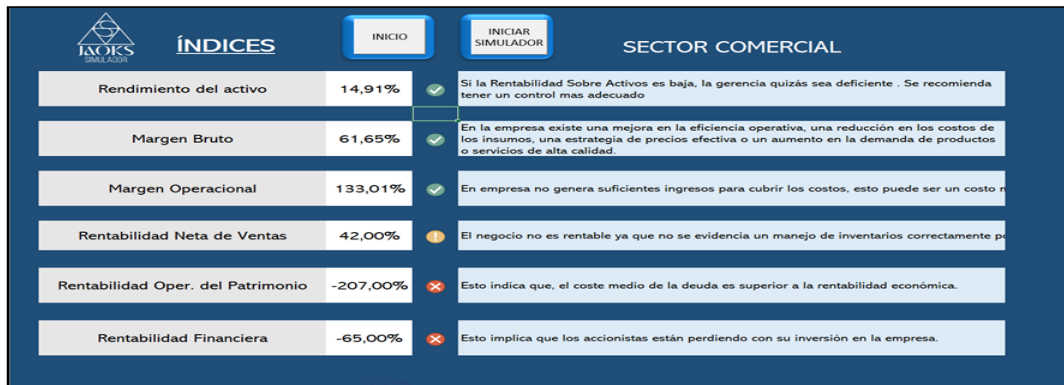 JAOKS
SIMULADOR
ÍNDICES
INICIO
INICIAR
SIMULADOR
SECTOR COMERCIAL
Rendimiento del activo 14,91% Si la Rentabilidad Sobre Activos es baja, la gerencia quizás sea deficiente . Se recomienda
tener un control mas adecuado
Margen Bruto 61,65% En la empresa existe una mejora en la eficiencia operativa, una reducción en los costos de
los insumos, una estrategia de precios efectiva o un aumento en la demanda de productos
o servicios de alta calidad.
Margen Operacional 133,01% En empresa no genera suficientes ingresos para cubrir los costos, esto puede ser un costo
Rentabilidad Neta de Ventas 42,00% El negocio no es rentable ya que no se evidencia un manejo de inventarios correctamente
Rentabilidad Oper. del Patrimonio -207,00% Esto indica que, el coste medio de la deuda es superior a la rentabilidad económica.
Rentabilidad Financiera -65,00% Esto implica que los accionistas están perdiendo con su inversión en la empresa.